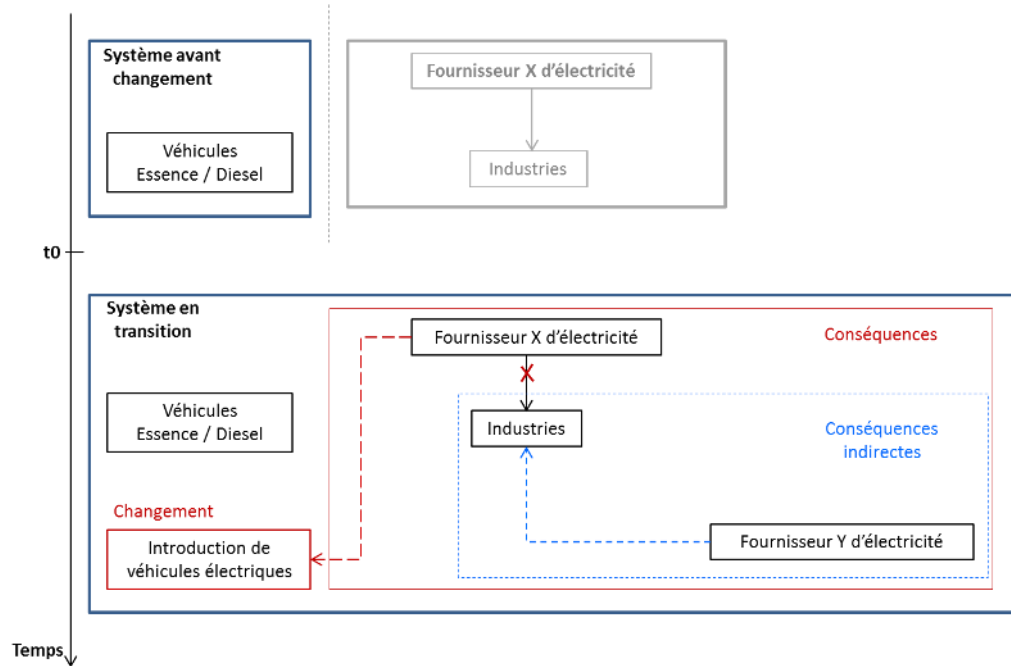 Système avant
changement
Fournisseur X d’électricité
Véhicules
Essence / Diesel
Industries
t0
Système en
transition
Fournisseur X d’électricité
Conséquences
X
Véhicules
Essence / Diesel
Industries
Conséquences
indirectes
Changement
Introduction de
véhicules électriques
Fournisseur Y d’électricité
Temps